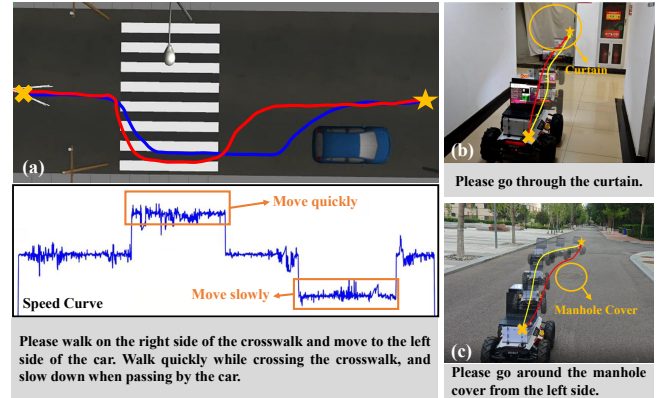 (a)
Move quickly
Move slowly
Speed Curve
Please walk on the right side of the crosswalk and move to the left
side of the car. Walk quickly while crossing the crosswalk, and
slow down when passing by the car.
Curtain
(b)
Please go through the curtain.
Manhole Cover
(c)
Please go around the manhole
cover from the left side.